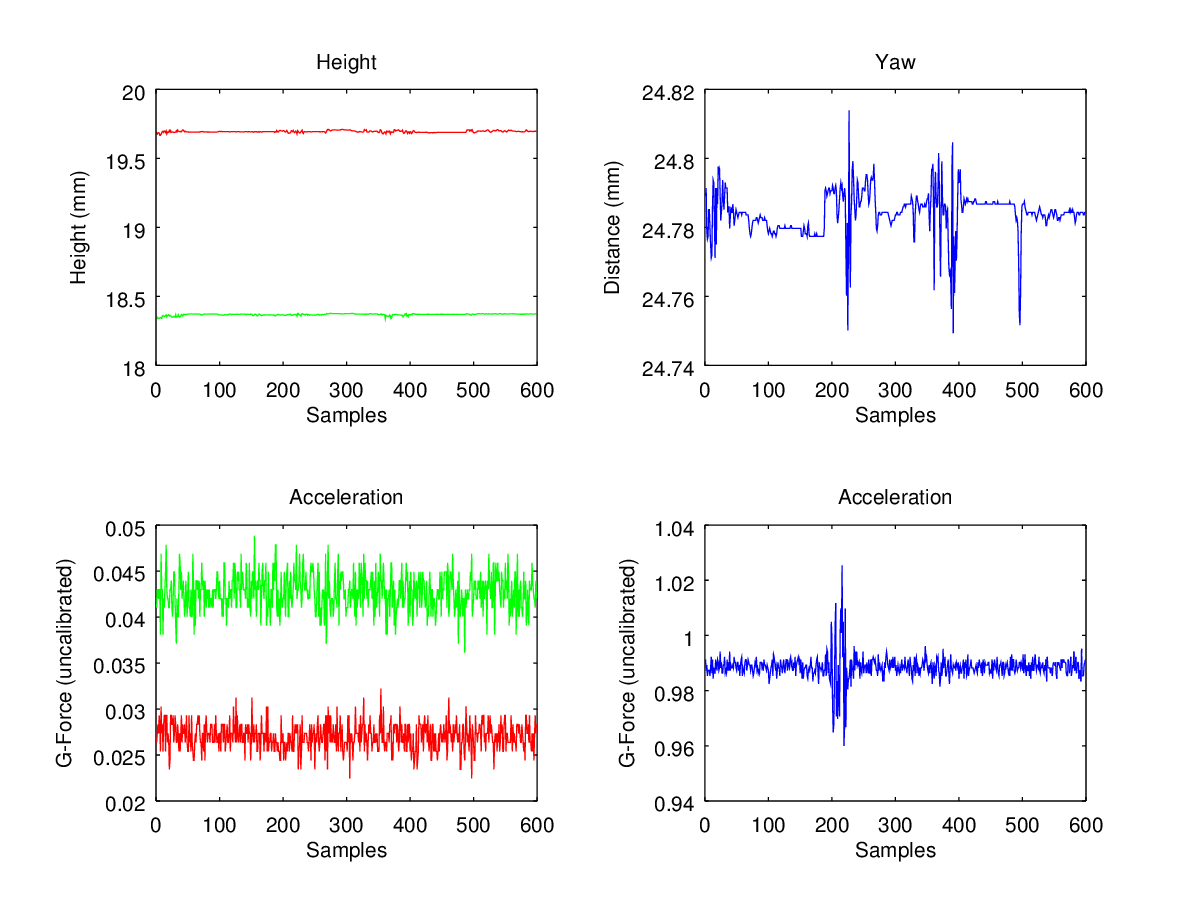 Height
20
19.5
19
18.5
18
Height (mm)
0 100 200 300 400 500 600
Samples
Yaw
24.82
24.8
24.78
24.76
24.74
Distance (mm)
0 100 200 300 400 500 600
Samples
Acceleration
0.05
0.045
0.04
0.035
0.03
0.025
0.02
G-Force (uncalibrated)
0 100 200 300 400 500 600
Samples
Acceleration
1.04
1.02
1
0.98
0.96
0.94
G-Force (uncalibrated)
0 100 200 300 400 500 600
Samples